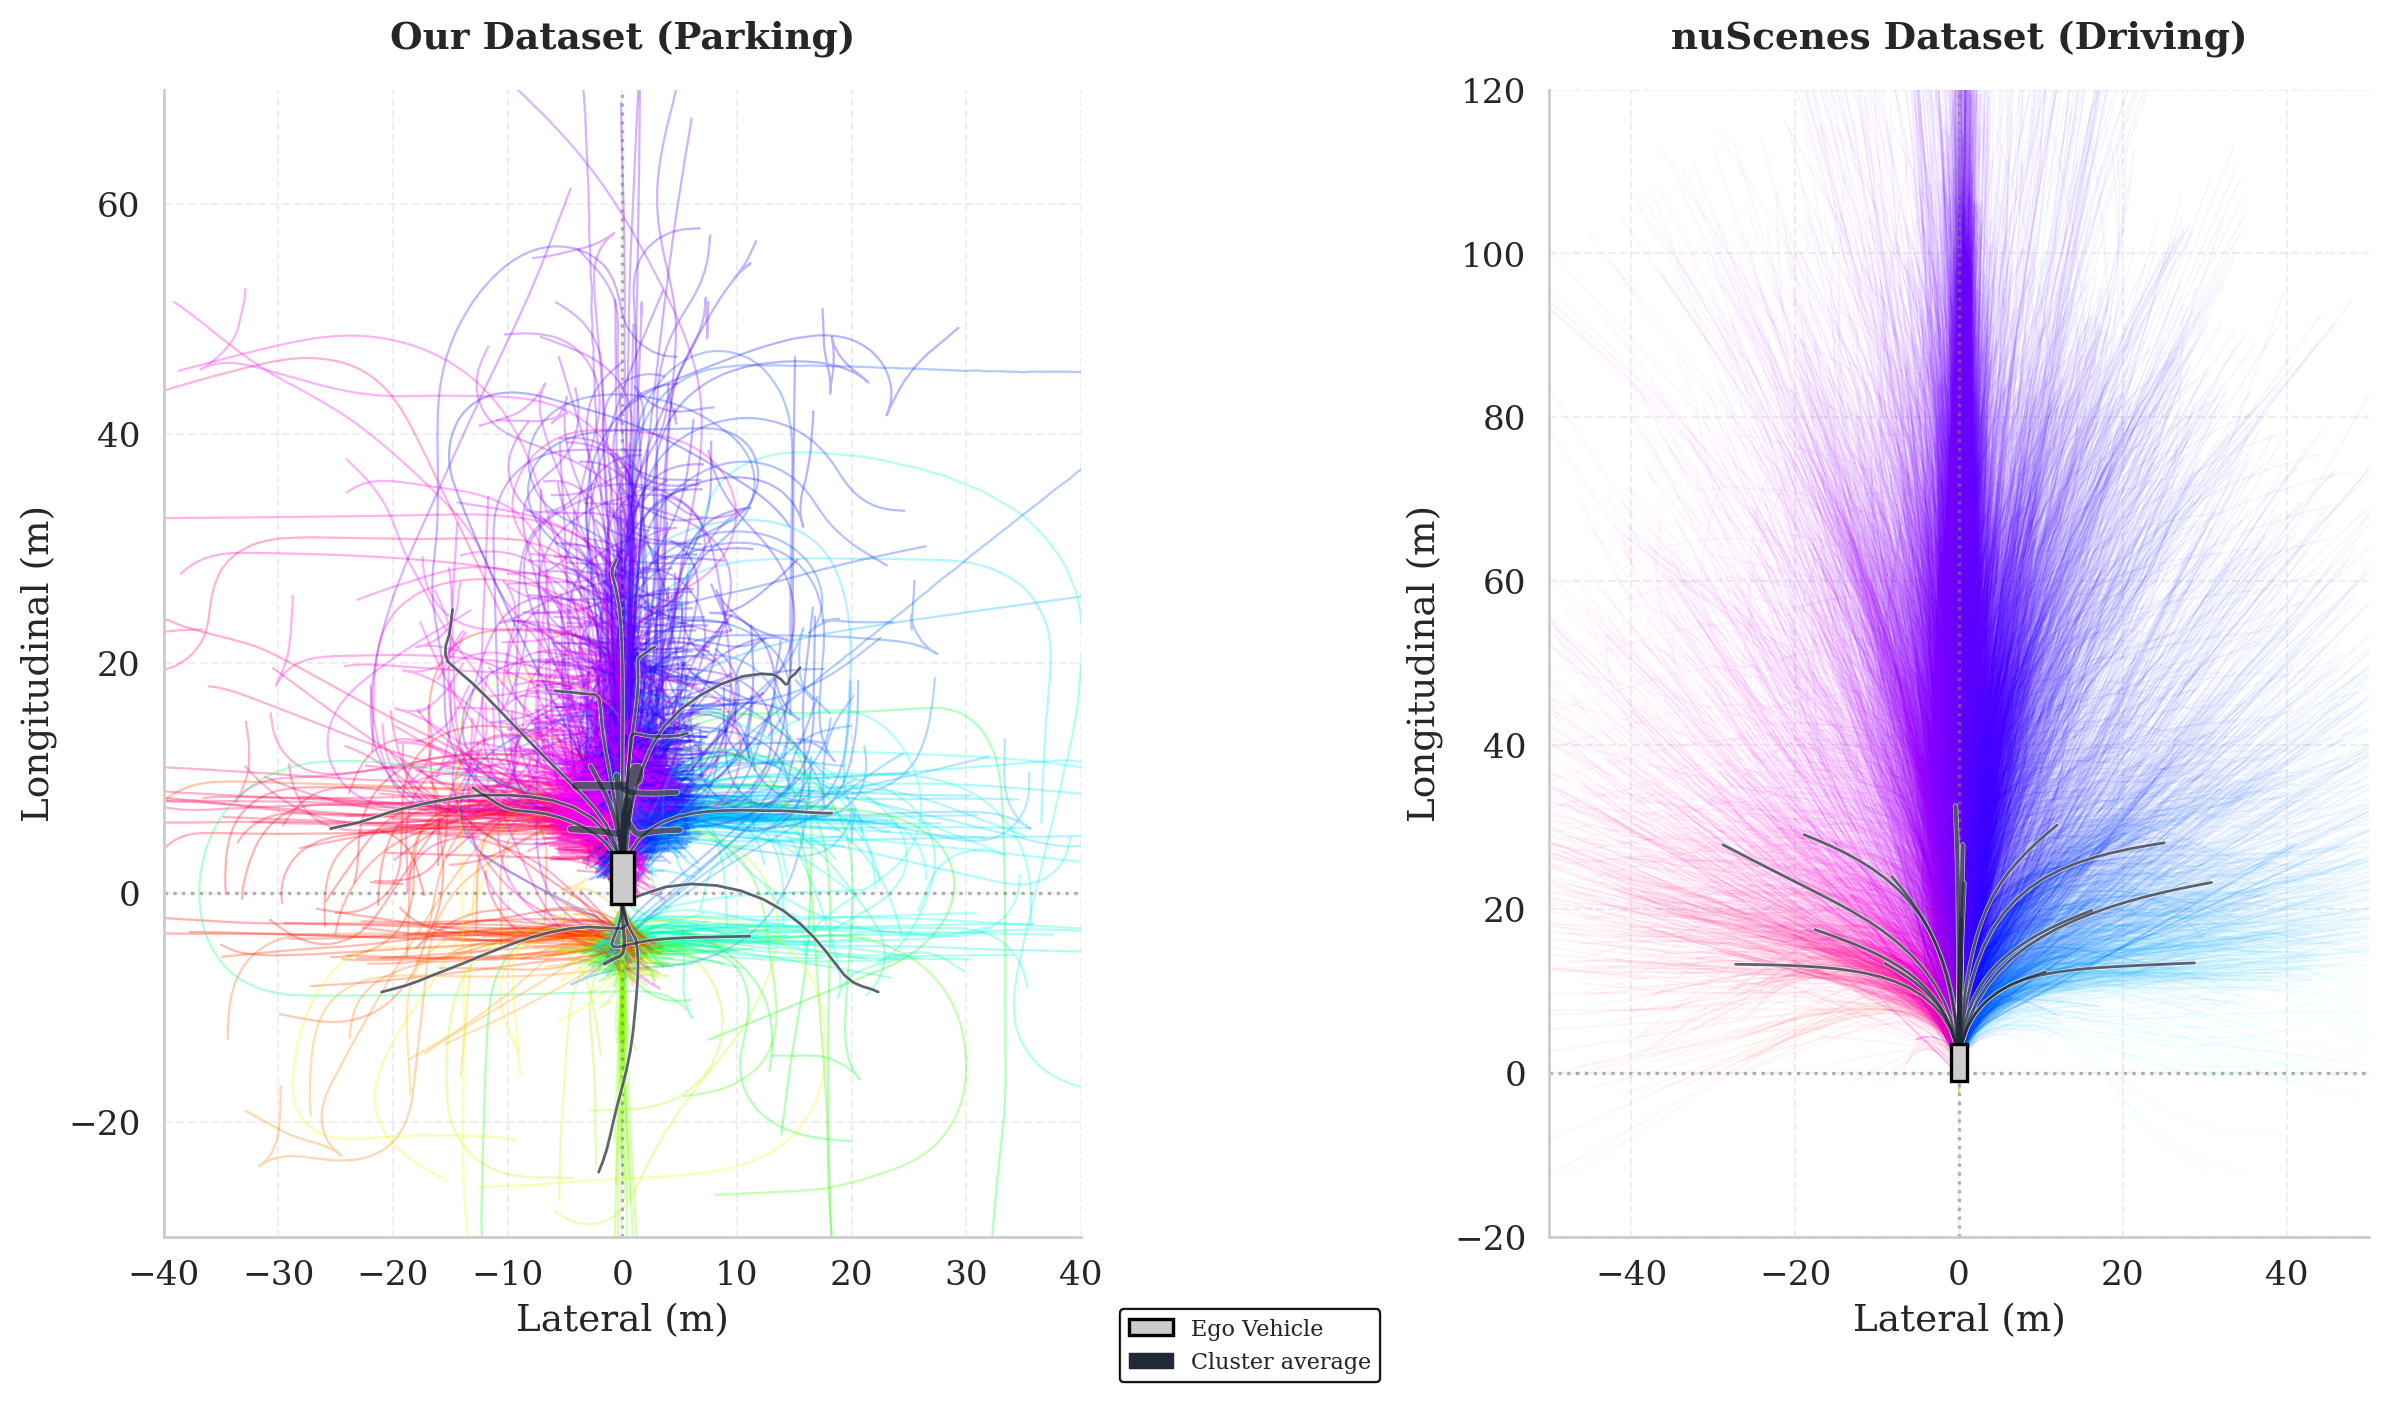 Our Dataset (Parking)
nuScenes Dataset (Driving)
Longitudinal (m)
60
40
20
0
−20
−40 −30 −20 −10 0 10 20 30 40
Lateral (m)
Longitudinal (m)
120
100
80
60
40
20
0
−20
−40 −20 0 20 40
Lateral (m)
Ego Vehicle
Cluster average